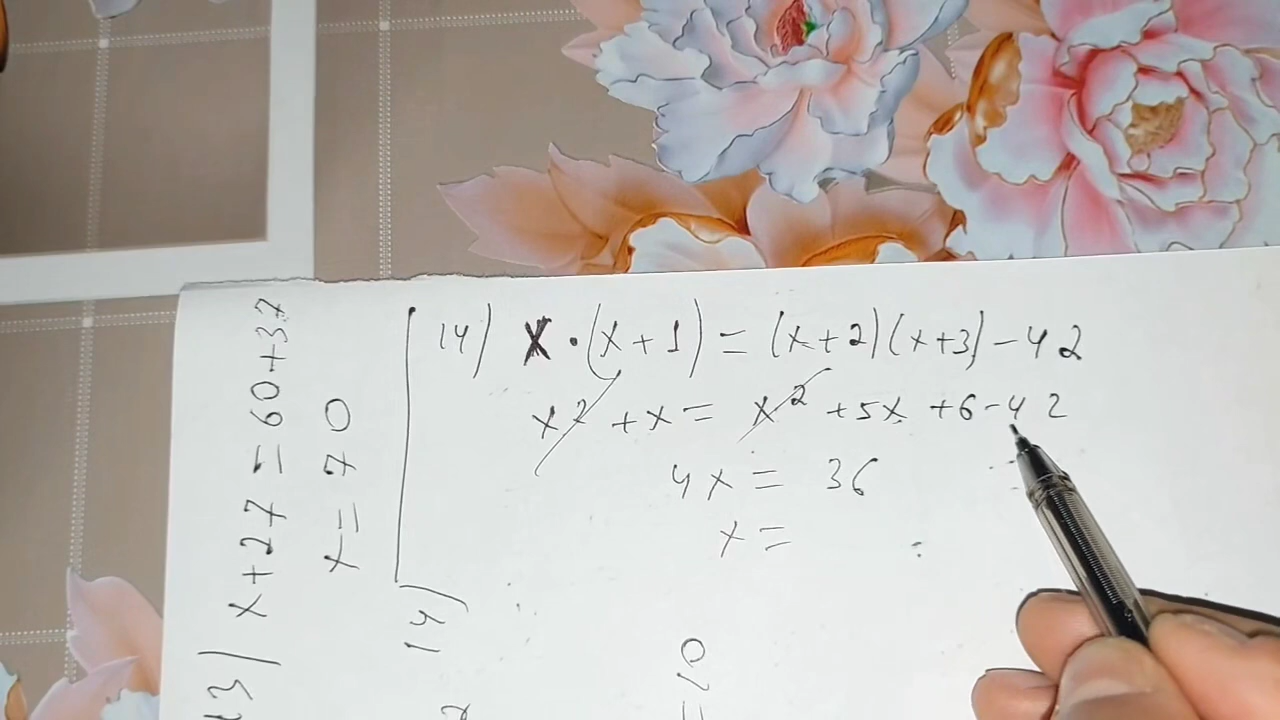 14) x · (x+1) = (x+2)(x+3) - 42
x² + x = x² + 5x + 6 - 42
4x = 36
x =
13) x + 27 = 60 + 37
x = 70
14)